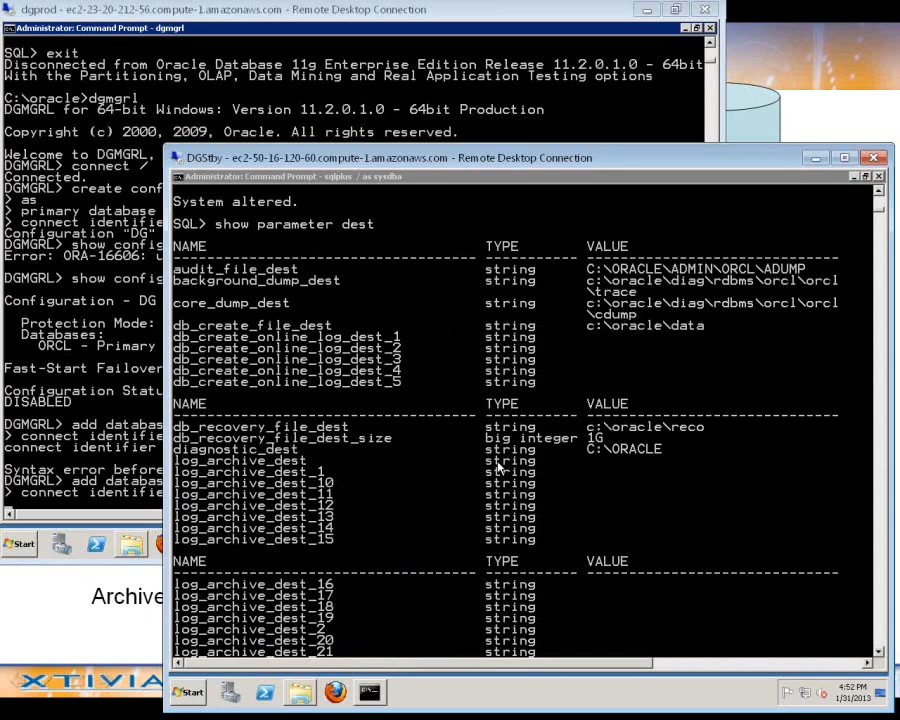 dgprod - ec2-23-20-212-56.compute-1.amazonaws.com - Remote Desktop Connection
Administrator: Command Prompt - dgmgrl
SQL> exit
Disconnected from Oracle Database 11g Enterprise Edition Release 11.2.0.1.0 - 64bit
With the Partitioning, OLAP, Data Mining and Real Application Testing options
C:\oracle>dgmgrl
DGMGRL for 64-bit Windows: Version 11.2.0.1.0 - 64bit Production
Copyright (c) 2000, 2009, Oracle. All rights reserved.
Welcome to DGMGRL,
DGMGRL> connect /
Connected.
DGMGRL> create conf
> as
> primary database
> connect identifie
Configuration "DG"
DGMGRL> show config
Error: ORA-16606: u
DGMGRL> show config
Configuration - DG
Protection Mode:
Databases:
ORCL - Primary
Fast-Start Failover
Configuration Statu
DISABLED
DGMGRL> add databas
> connect identifie
connect identifier
Syntax error before
DGMGRL> add databas
> connect identifie
Start
Archive
XTIVIA
DGStby - ec2-50-16-120-60.compute-1.amazonaws.com - Remote Desktop Connection
Administrator: Command Prompt - sqlplus / as sysdba
System altered.
SQL> show parameter dest
NAME TYPE VALUE
audit_file_dest string C:\ORACLE\ADMIN\ORCL\ADUMP
background_dump_dest string c:\oracle\diag\rdbms\orcl\orcl
\trace
core_dump_dest string c:\oracle\diag\rdbms\orcl\orcl
\cdump
db_create_file_dest string c:\oracle\data
db_create_online_log_dest_1 string
db_create_online_log_dest_2 string
db_create_online_log_dest_3 string
db_create_online_log_dest_4 string
db_create_online_log_dest_5 string
NAME TYPE VALUE
db_recovery_file_dest string c:\oracle\reco
db_recovery_file_dest_size big integer 1G
diagnostic_dest string C:\ORACLE
log_archive_dest string
log_archive_dest_1 string
log_archive_dest_10 string
log_archive_dest_11 string
log_archive_dest_12 string
log_archive_dest_13 string
log_archive_dest_14 string
log_archive_dest_15 string
NAME TYPE VALUE
log_archive_dest_16 string
log_archive_dest_17 string
log_archive_dest_18 string
log_archive_dest_19 string
log_archive_dest_2 string
log_archive_dest_20 string
log_archive_dest_21 string
Start
4:52 PM
1/31/2013